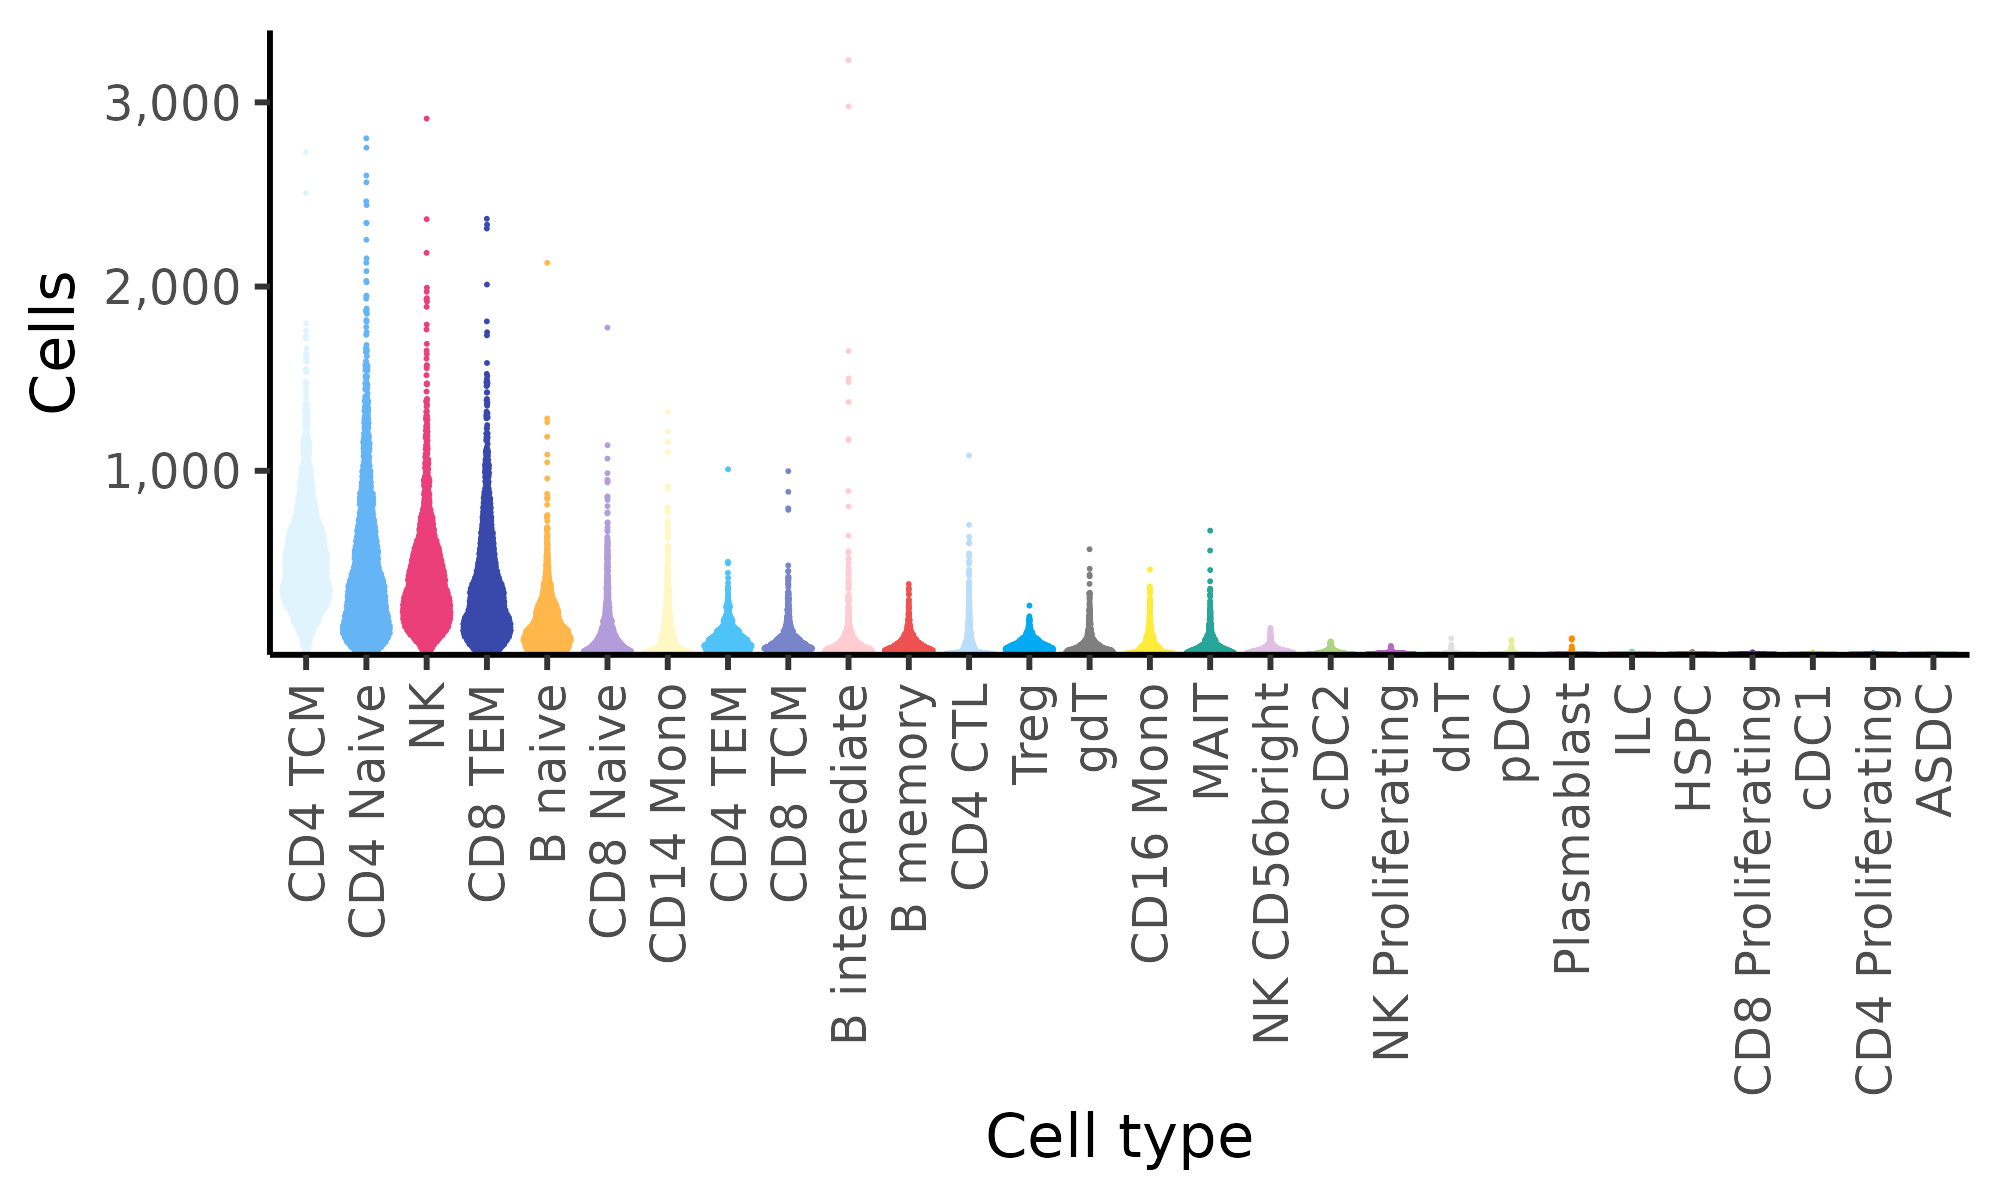 3,000
2,000
1,000
Cells
CD4 TCM
CD4 Naive
NK
CD8 TEM
B naive
CD8 Naive
CD14 Mono
CD4 TEM
CD8 TCM
B intermediate
B memory
CD4 CTL
Treg
gdT
CD16 Mono
MAIT
NK CD56bright
cDC2
NK Proliferating
dnT
pDC
Plasmablast
ILC
HSPC
CD8 Proliferating
cDC1
CD4 Proliferating
ASDC
Cell type